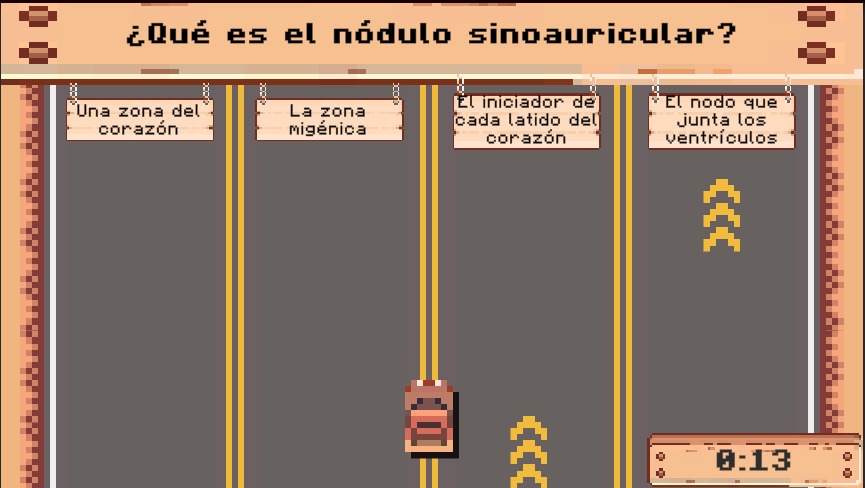 ¿Qué es el nódulo sinoauricular?
Una zona del
corazón
La zona
migénica
El iniciador de
cada latido del
corazón
El nodo que
junta los
ventrículos
0:13